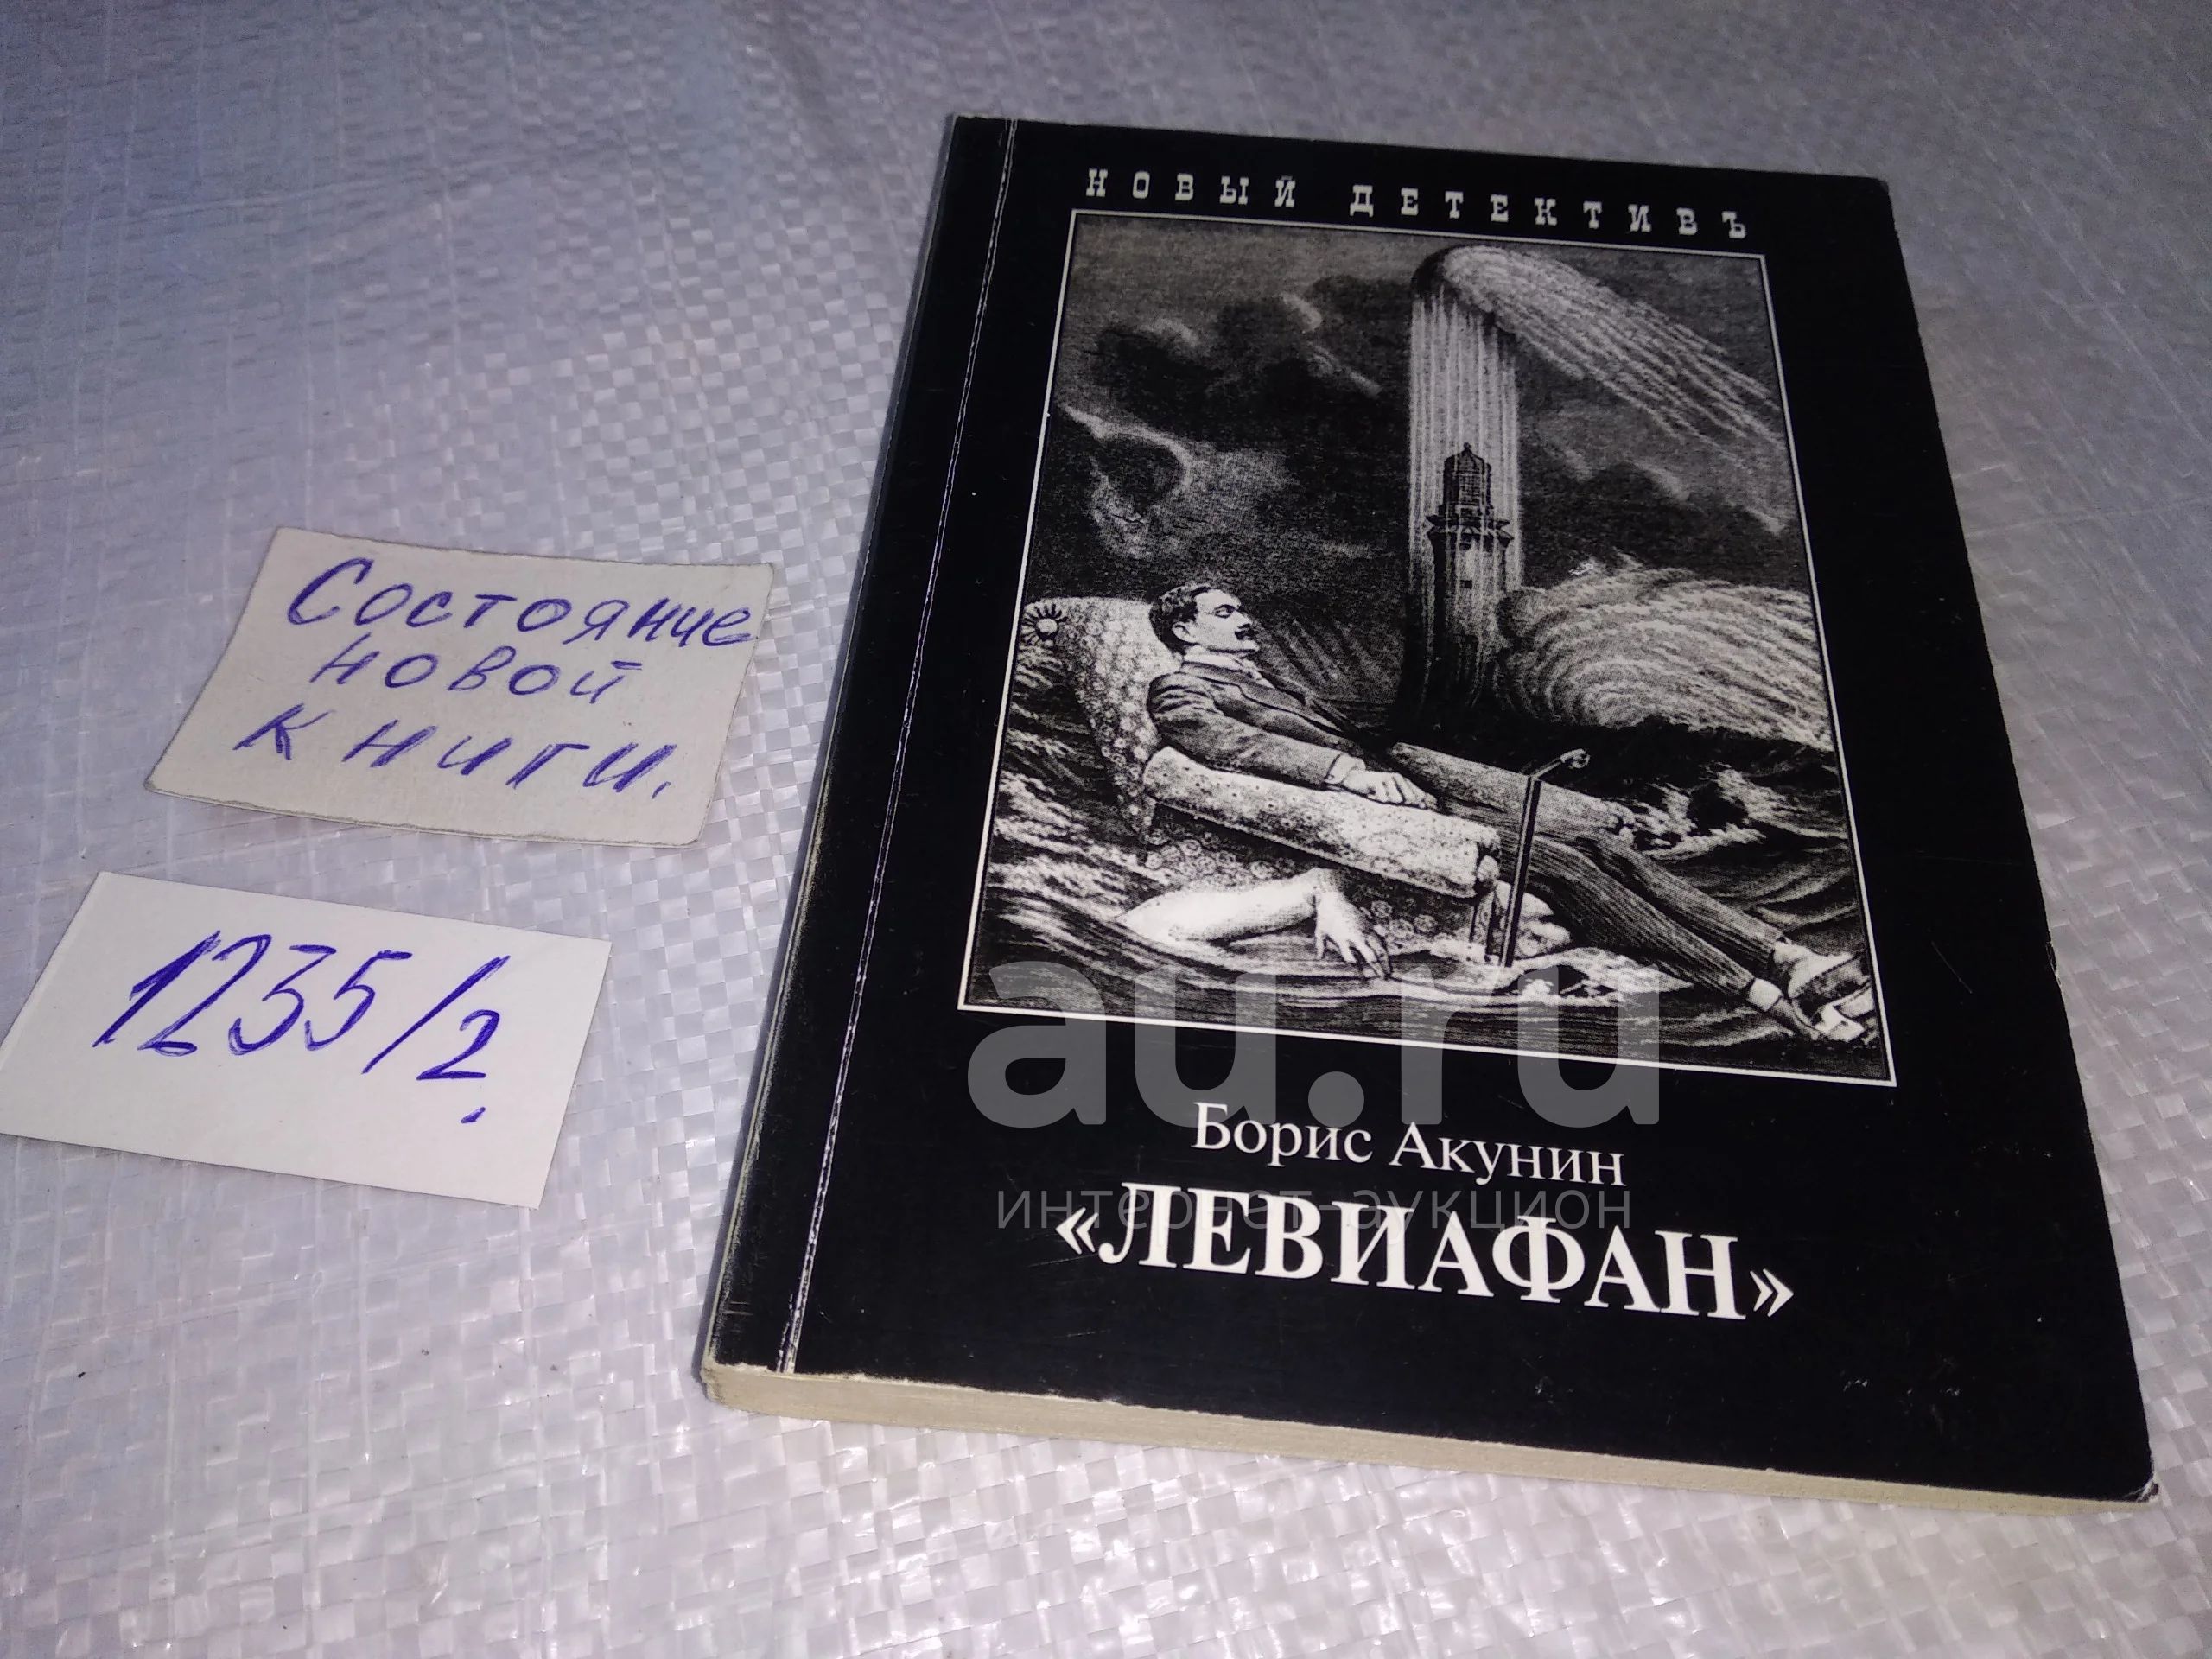 НОВЫЙ ДЕТЕКТИВЪ
Состояние
новой
книги.
1235/2.
au.ru
Борис Акунин
интернет-аукцион
«ЛЕВИАФАН»